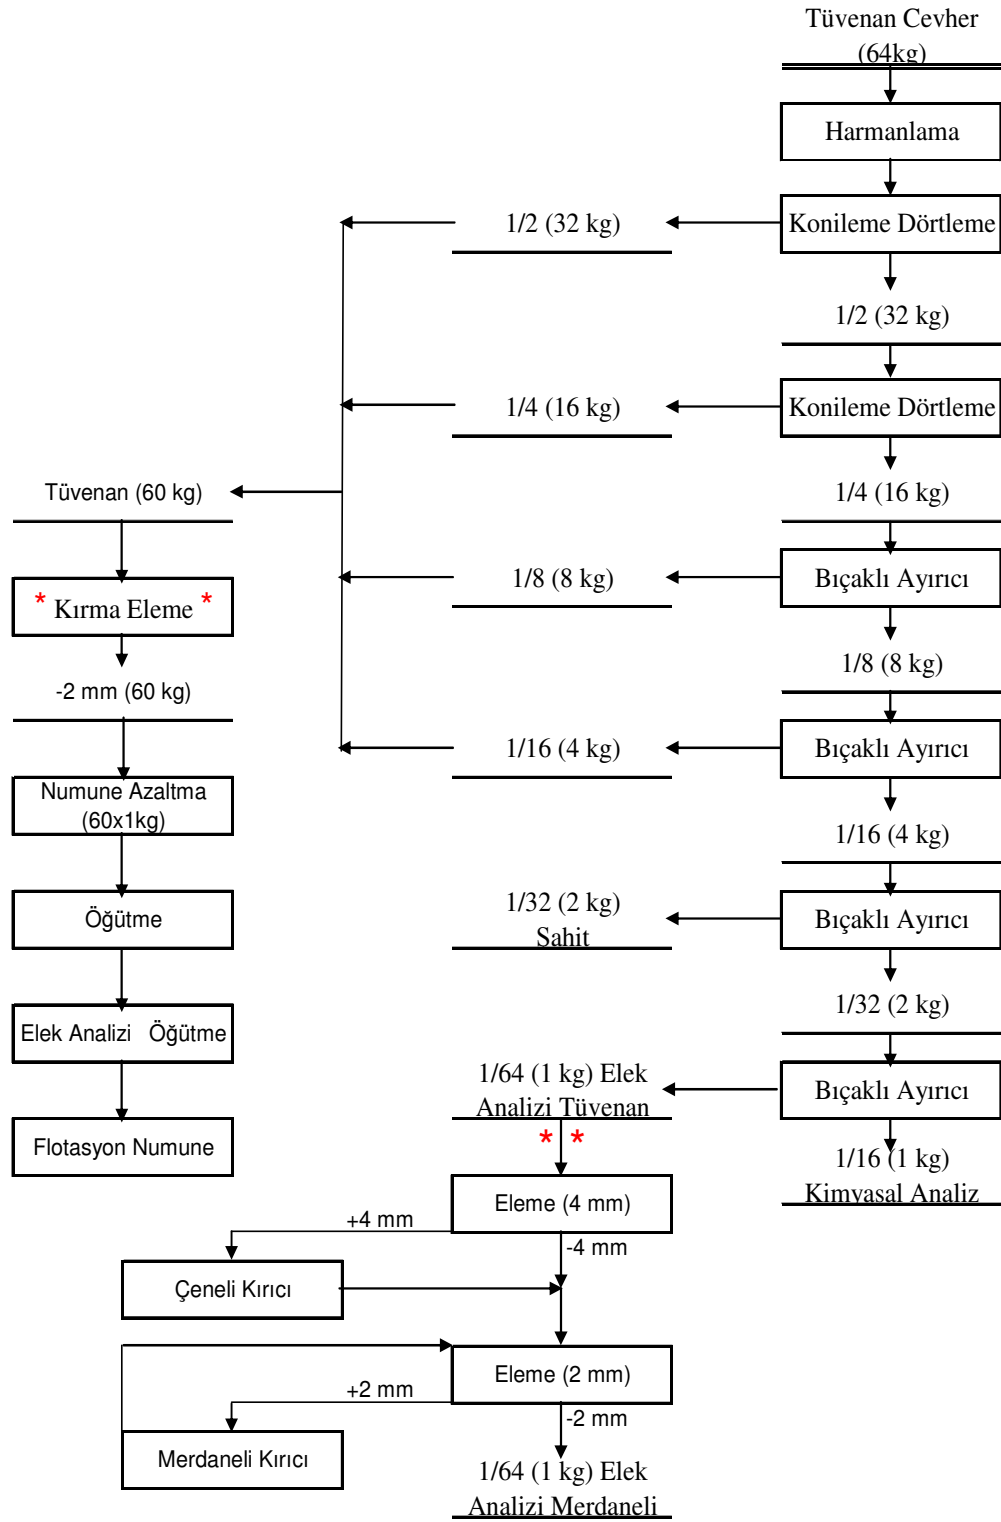 Tüvenan Cevher
(64kg)
Harmanlama
Konileme Dörtleme
1/2 (32 kg)
1/2 (32 kg)
Konileme Dörtleme
1/4 (16 kg)
1/4 (16 kg)
Tüvenan (60 kg)
Bıçaklı Ayırıcı
1/8 (8 kg)
* Kırma Eleme *
1/8 (8 kg)
-2 mm (60 kg)
Bıçaklı Ayırıcı
1/16 (4 kg)
Numune Azaltma
(60x1kg)
1/16 (4 kg)
Bıçaklı Ayırıcı
1/32 (2 kg)
Sahit
Öğütme
1/32 (2 kg)
Elek Analizi Öğütme
Bıçaklı Ayırıcı
1/64 (1 kg) Elek
Analizi Tüvenan
* *
Flotasyon Numune
1/16 (1 kg)
Kimyasal Analiz
Eleme (4 mm)
+4 mm
-4 mm
Çeneli Kırıcı
Eleme (2 mm)
+2 mm
-2 mm
Merdaneli Kırıcı
1/64 (1 kg) Elek
Analizi Merdaneli